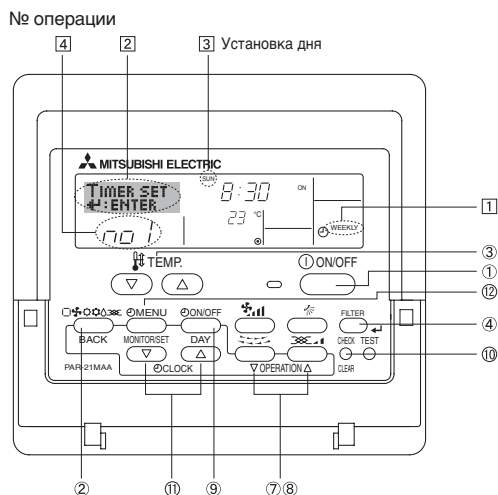 № операции
4 2 3 Установка дня
MITSUBISHI ELECTRIC
TIMER SET
:ENTER
SUN
8:30
ON
23 °C
WEEKLY
no 1
1
TEMP.
ON/OFF
③
①
⑫
MENU
ON/OFF
FILTER
④
BACK
MONITOR/SET
DAY
CHECK TEST
⑩
PAR-21MAA
CLOCK
OPERATION
CLEAR
② ⑪ ⑨ ⑦⑧